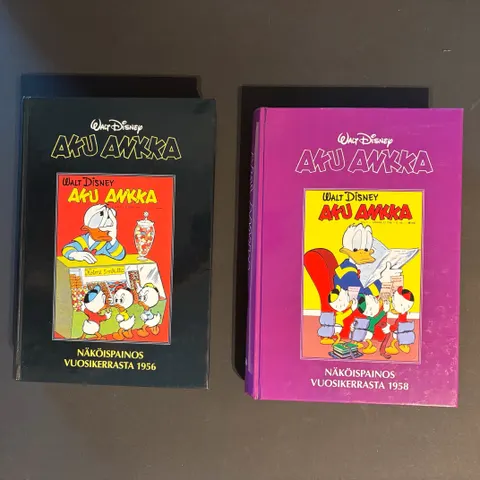 WALT DISNEY
AKU ANKKA
WALT DISNEY
AKU ANKKA
NÄKÖISPAINOS
VUOSIKERRASTA 1956
WALT DISNEY
AKU ANKKA
WALT DISNEY
AKU ANKKA
NÄKÖISPAINOS
VUOSIKERRASTA 1958